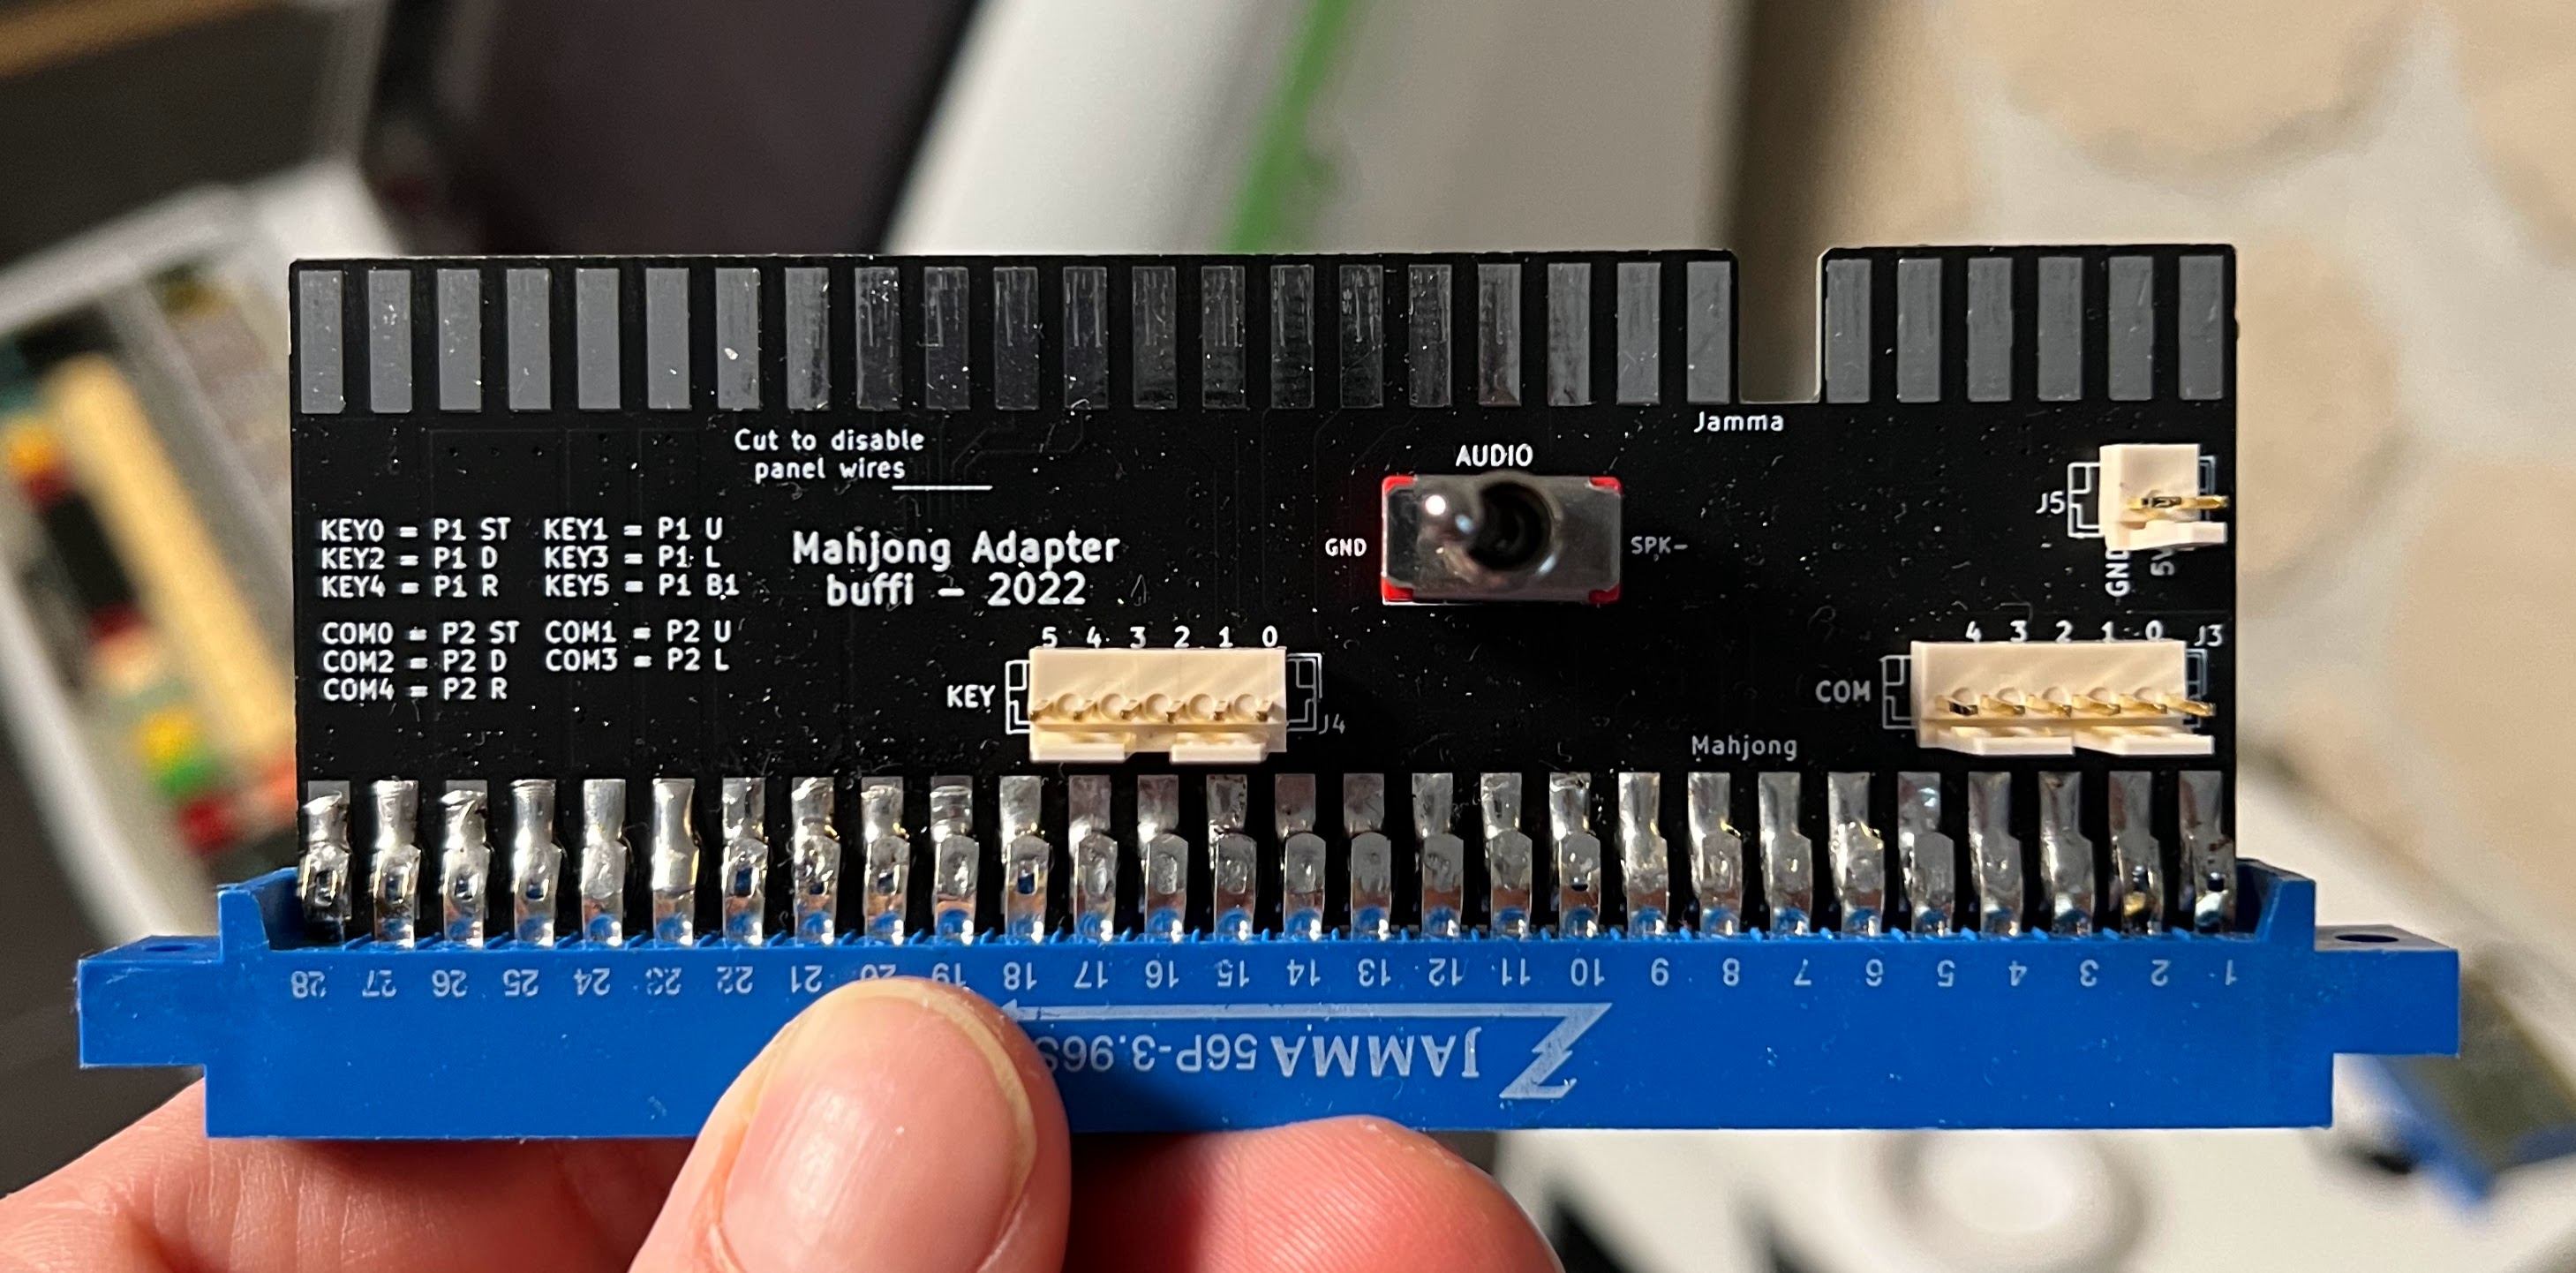 Jamma
Cut to disable
panel wires
AUDIO
GND
SPK-
J5
GND
5V
KEY0 = P1 ST KEY1 = P1 U
KEY2 = P1 D KEY3 = P1 L
KEY4 = P1 R KEY5 = P1 B1
Mahjong Adapter
buffi - 2022
COM0 = P2 ST COM1 = P2 U
COM2 = P2 D COM3 = P2 L
COM4 = P2 R
5 4 3 2 1 0
KEY
J4
4 3 2 1 0
J3
COM
Mahjong
28 27 26 25 24 23 22 21 20 19 18 17 16 15 14 13 12 11 10 9 8 7 6 5 4 3 2 1
JAMMA 56P-3.96